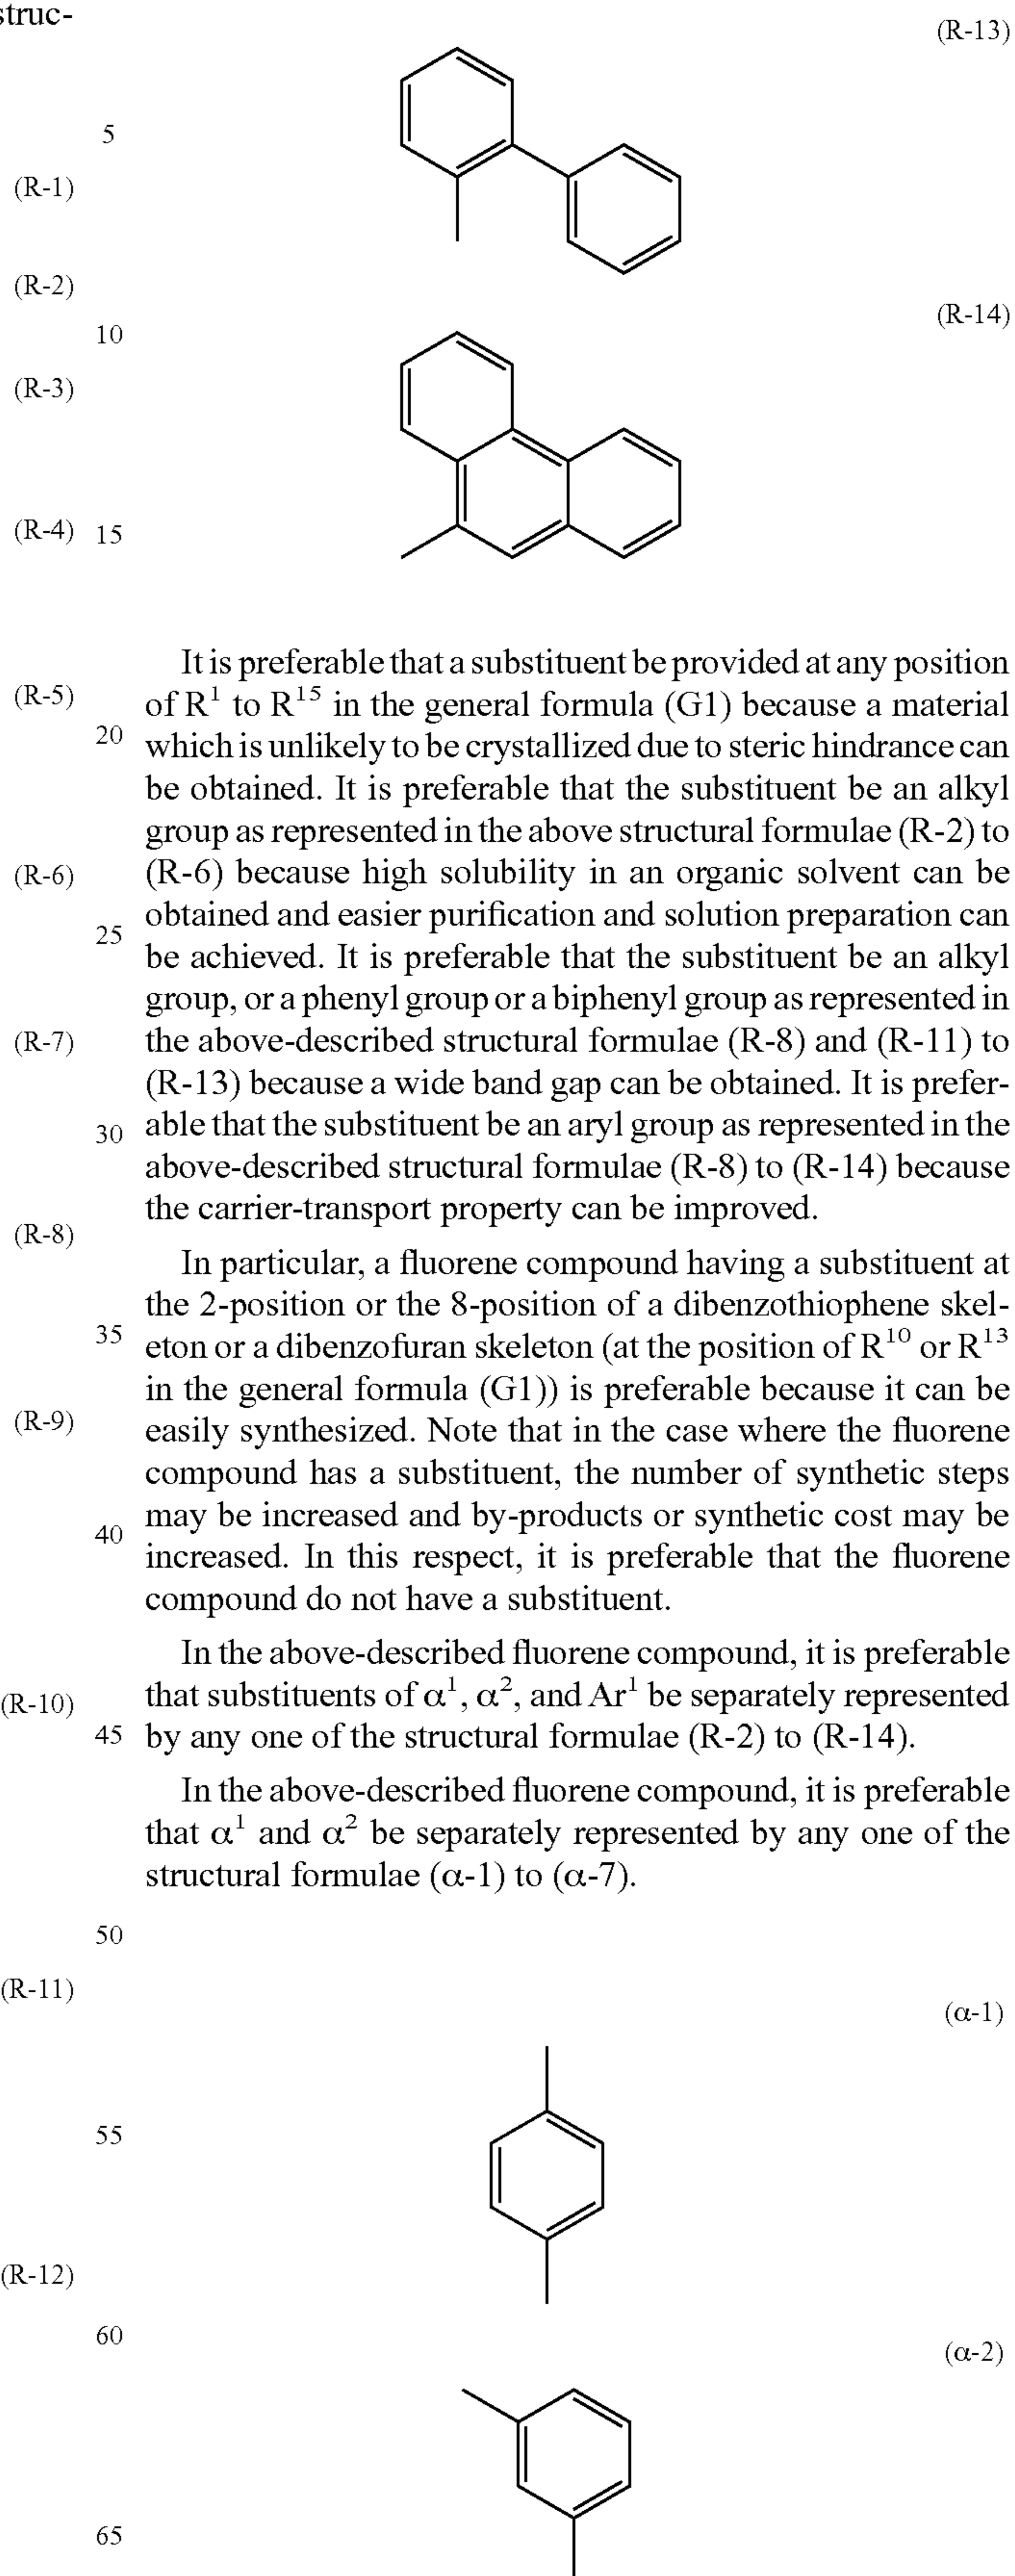 struc-
(R-13)
5
(R-1)
(R-2)
(R-14)
10
(R-3)
(R-4) 15
It is preferable that a substituent be provided at any position
(R-5)
of R¹ to R¹⁵ in the general formula (G1) because a material
20
which is unlikely to be crystallized due to steric hindrance can
be obtained. It is preferable that the substituent be an alkyl
group as represented in the above structural formulae (R-2) to
(R-6)
(R-6) because high solubility in an organic solvent can be
obtained and easier purification and solution preparation can
25
be achieved. It is preferable that the substituent be an alkyl
group, or a phenyl group or a biphenyl group as represented in
(R-7)
the above-described structural formulae (R-8) and (R-11) to
(R-13) because a wide band gap can be obtained. It is prefer-
30
able that the substituent be an aryl group as represented in the
above-described structural formulae (R-8) to (R-14) because
the carrier-transport property can be improved.
(R-8)
In particular, a fluorene compound having a substituent at
the 2-position or the 8-position of a dibenzothiophene skel-
35
eton or a dibenzofuran skeleton (at the position of R¹⁰ or R¹³
in the general formula (G1)) is preferable because it can be
(R-9)
easily synthesized. Note that in the case where the fluorene
compound has a substituent, the number of synthetic steps
may be increased and by-products or synthetic cost may be
40
increased. In this respect, it is preferable that the fluorene
compound do not have a substituent.
In the above-described fluorene compound, it is preferable
(R-10)
that substituents of α¹, α², and Ar¹ be separately represented
45
by any one of the structural formulae (R-2) to (R-14).
In the above-described fluorene compound, it is preferable
that α¹ and α² be separately represented by any one of the
structural formulae (α-1) to (α-7).
50
(R-11)
(α-1)
55
(R-12)
60
(α-2)
65